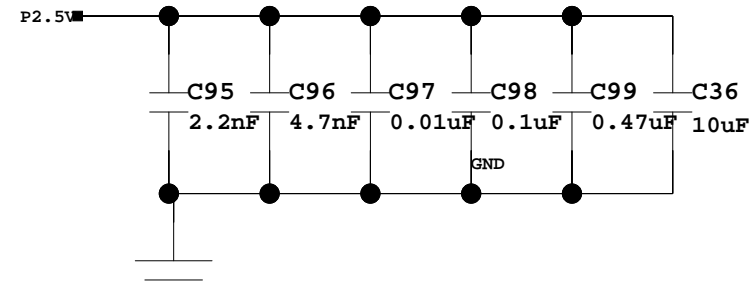 P2.5V
C95 C96 C97 C98 C99 C36
2.2nF 4.7nF 0.01uF 0.1uF 0.47uF 10uF
GND